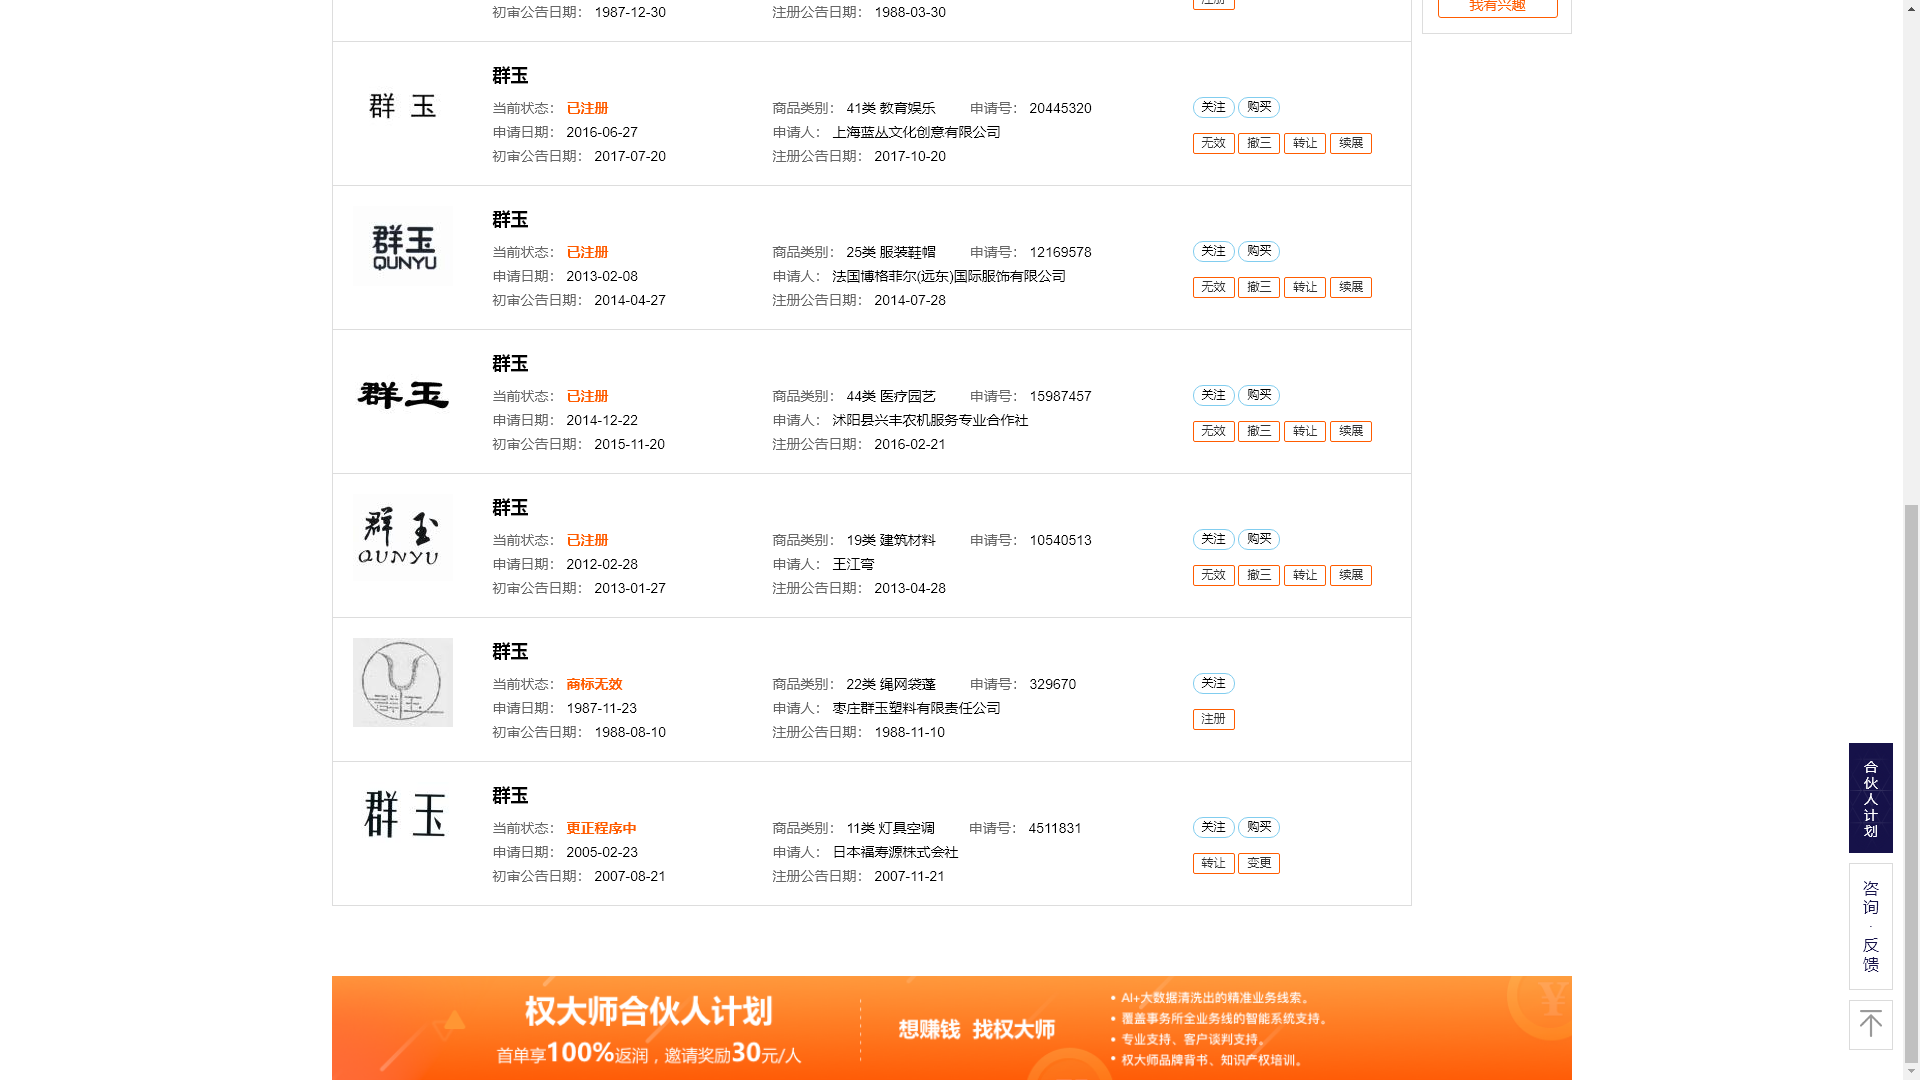 初审公告日期： 1987-12-30 注册公告日期： 1988-03-30
注册
我有兴趣
群 玉
群玉
当前状态： 已注册 商品类别： 41类 教育娱乐 申请号： 20445320
申请日期： 2016-06-27 申请人： 上海蓝丛文化创意有限公司
初审公告日期： 2017-07-20 注册公告日期： 2017-10-20
关注 购买
无效 撤三 转让 续展
群玉
QUNYU
群玉
当前状态： 已注册 商品类别： 25类 服装鞋帽 申请号： 12169578
申请日期： 2013-02-08 申请人： 法国博格菲尔(远东)国际服饰有限公司
初审公告日期： 2014-04-27 注册公告日期： 2014-07-28
关注 购买
无效 撤三 转让 续展
群玉
群玉
当前状态： 已注册 商品类别： 44类 医疗园艺 申请号： 15987457
申请日期： 2014-12-22 申请人： 沭阳县兴丰农机服务专业合作社
初审公告日期： 2015-11-20 注册公告日期： 2016-02-21
关注 购买
无效 撤三 转让 续展
群玉
QUNYU
群玉
当前状态： 已注册 商品类别： 19类 建筑材料 申请号： 10540513
申请日期： 2012-02-28 申请人： 王江弯
初审公告日期： 2013-01-27 注册公告日期： 2013-04-28
关注 购买
无效 撤三 转让 续展
群玉
群玉
当前状态： 商标无效 商品类别： 22类 绳网袋蓬 申请号： 329670
申请日期： 1987-11-23 申请人： 枣庄群玉塑料有限责任公司
初审公告日期： 1988-08-10 注册公告日期： 1988-11-10
关注
注册
群 玉
群玉
当前状态： 更正程序中 商品类别： 11类 灯具空调 申请号： 4511831
申请日期： 2005-02-23 申请人： 日本福寿源株式会社
初审公告日期： 2007-08-21 注册公告日期： 2007-11-21
关注 购买
转让 变更
合伙人计划
咨询·反馈
权大师合伙人计划
首单享100%返润，邀请奖励30元/人
想赚钱 找权大师
• AI+大数据清洗出的精准业务线索。
• 覆盖事务所全业务线的智能系统支持。
• 专业支持、客户谈判支持。
• 权大师品牌背书、知识产权培训。